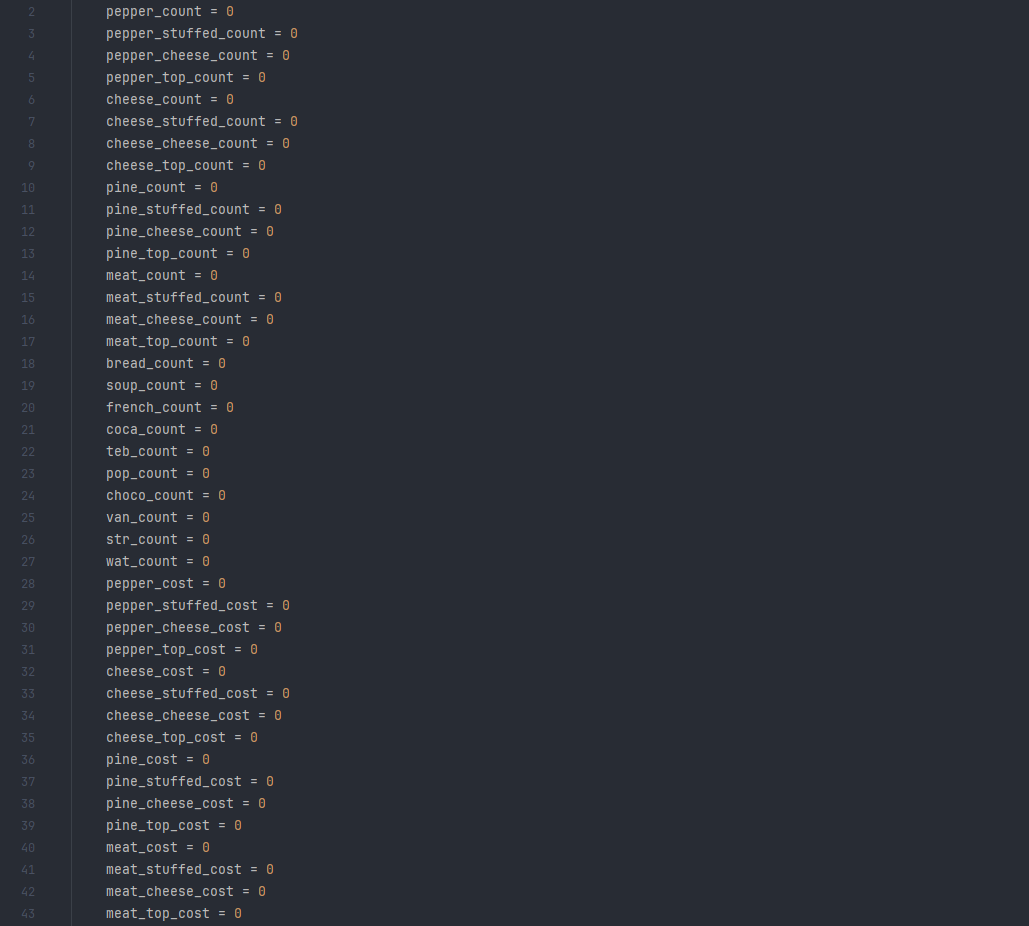 2 pepper_count = 0
3 pepper_stuffed_count = 0
4 pepper_cheese_count = 0
5 pepper_top_count = 0
6 cheese_count = 0
7 cheese_stuffed_count = 0
8 cheese_cheese_count = 0
9 cheese_top_count = 0
10 pine_count = 0
11 pine_stuffed_count = 0
12 pine_cheese_count = 0
13 pine_top_count = 0
14 meat_count = 0
15 meat_stuffed_count = 0
16 meat_cheese_count = 0
17 meat_top_count = 0
18 bread_count = 0
19 soup_count = 0
20 french_count = 0
21 coca_count = 0
22 teb_count = 0
23 pop_count = 0
24 choco_count = 0
25 van_count = 0
26 str_count = 0
27 wat_count = 0
28 pepper_cost = 0
29 pepper_stuffed_cost = 0
30 pepper_cheese_cost = 0
31 pepper_top_cost = 0
32 cheese_cost = 0
33 cheese_stuffed_cost = 0
34 cheese_cheese_cost = 0
35 cheese_top_cost = 0
36 pine_cost = 0
37 pine_stuffed_cost = 0
38 pine_cheese_cost = 0
39 pine_top_cost = 0
40 meat_cost = 0
41 meat_stuffed_cost = 0
42 meat_cheese_cost = 0
43 meat_top_cost = 0